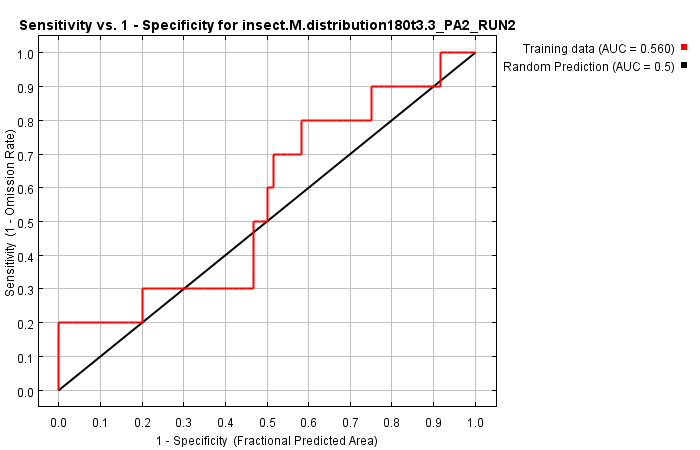 Sensitivity vs. 1 - Specificity for insect.M.distribution180t3.3_PA2_RUN2
Training data (AUC = 0.560)
Random Prediction (AUC = 0.5)
Sensitivity (1 - Omission Rate)
1.0
0.9
0.8
0.7
0.6
0.5
0.4
0.3
0.2
0.1
0.0
0.0 0.1 0.2 0.3 0.4 0.5 0.6 0.7 0.8 0.9 1.0
1 - Specificity (Fractional Predicted Area)